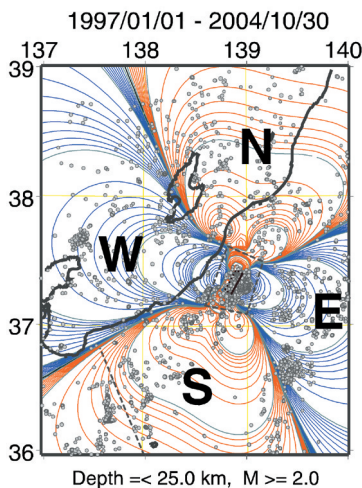 1997/01/01 - 2004/10/30
137 138 139 140
39
N
38
W
E
37
S
36
Depth =< 25.0 km, M >= 2.0